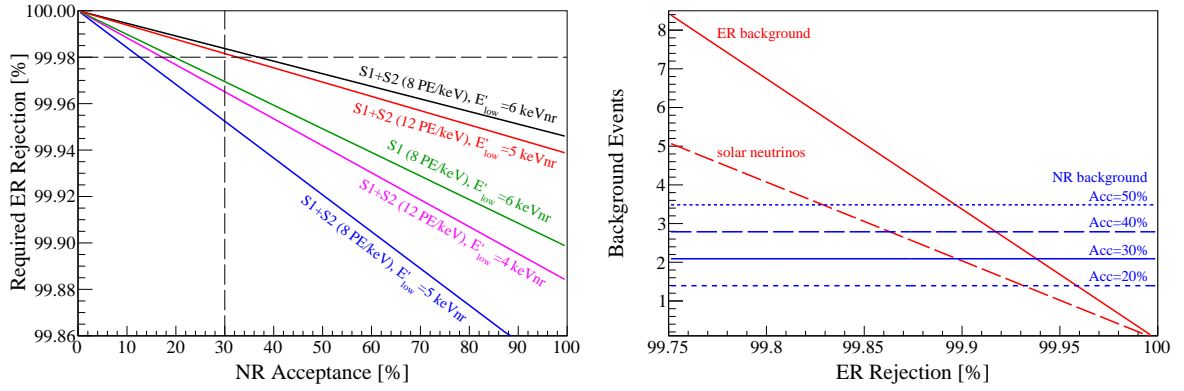 100.00
99.98
99.96
99.94
99.92
99.90
99.88
99.86
Required ER Rejection [%]
S1+S2 (8 PE/keV), E'low=6 keVnr
S1+S2 (12 PE/keV), E'low=5 keVnr
S1 (8 PE/keV), E'low=6 keVnr
S1+S2 (12 PE/keV), E'low=4 keVnr
S1+S2 (8 PE/keV), E'low=5 keVnr
0 10 20 30 40 50 60 70 80 90 100
NR Acceptance [%]
8
7
6
5
4
3
2
1
Background Events
ER background
solar neutrinos
NR background
Acc=50%
Acc=40%
Acc=30%
Acc=20%
99.75 99.8 99.85 99.9 99.95 100
ER Rejection [%]